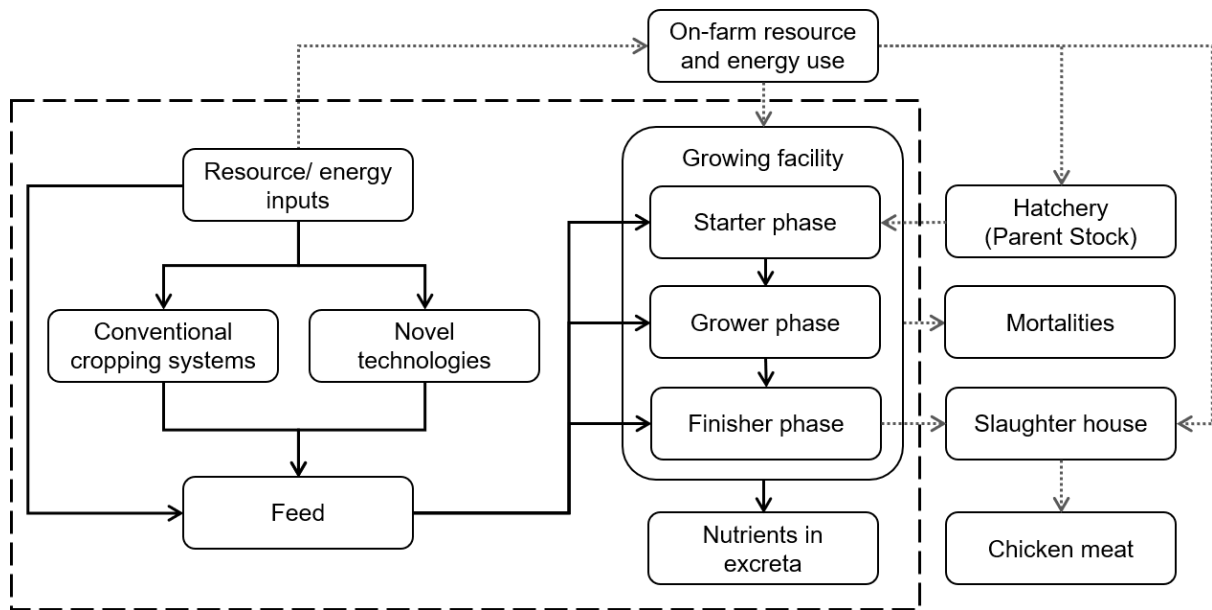 On-farm resource
and energy use
Growing facility
Resource/ energy
inputs
Starter phase
Hatchery
(Parent Stock)
Conventional
cropping systems
Novel
technologies
Grower phase
Mortalities
Finisher phase
Slaughter house
Feed
Nutrients in
excreta
Chicken meat